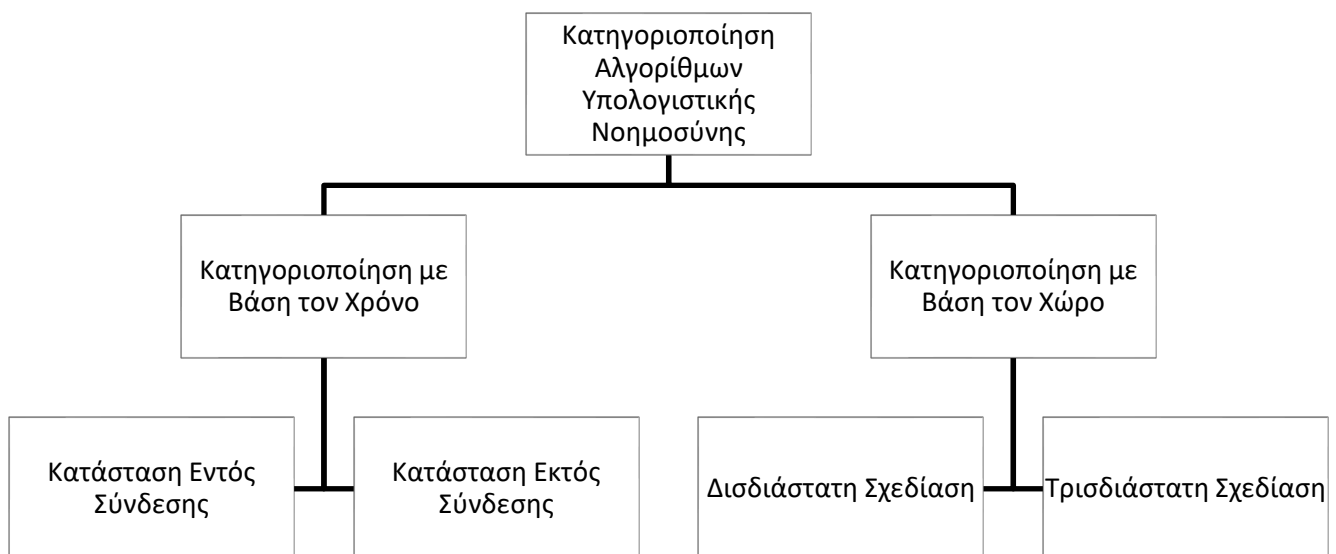 Κατηγοριοποίηση
Αλγορίθμων
Υπολογιστικής
Νοημοσύνης
Κατηγοριοποίηση με
Βάση τον Χρόνο
Κατηγοριοποίηση με
Βάση τον Χώρο
Κατάσταση Εντός
Σύνδεσης
Κατάσταση Εκτός
Σύνδεσης
Δισδιάστατη Σχεδίαση
Τρισδιάστατη Σχεδίαση